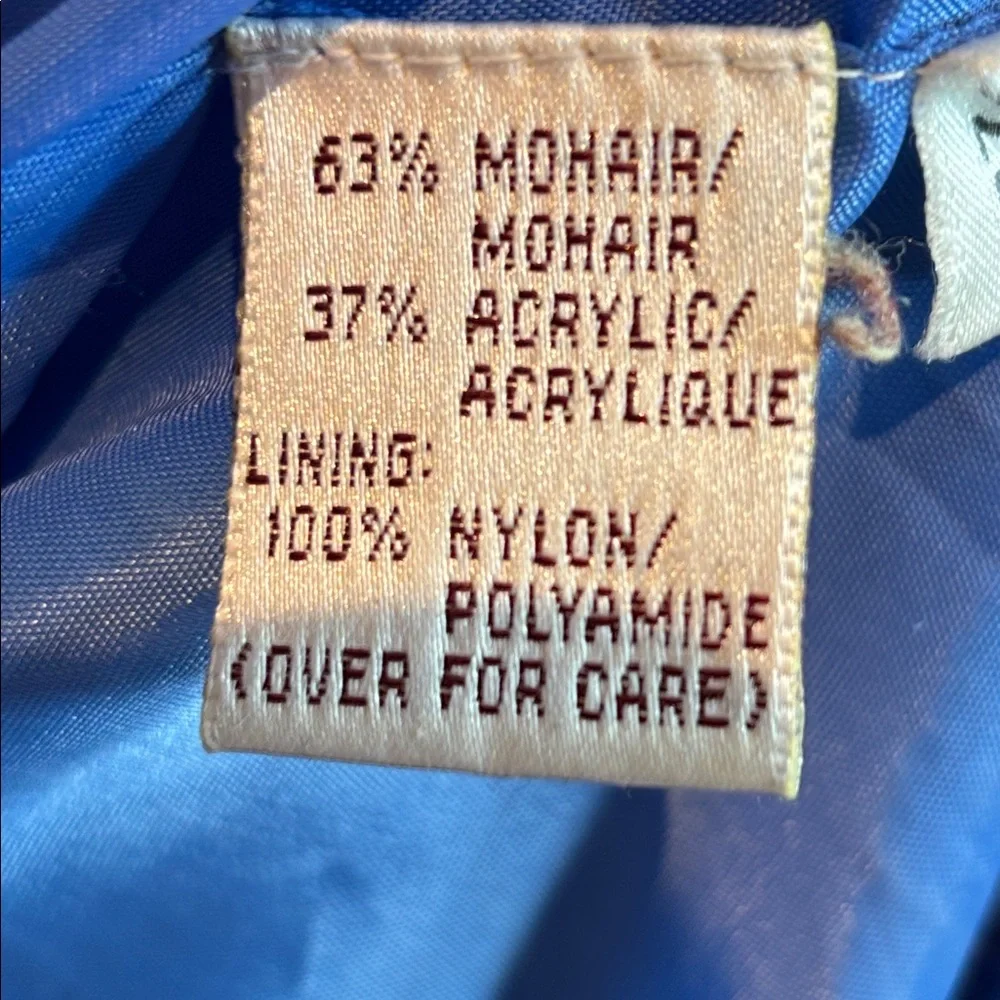 63% MOHAIR/
MOHAIR
37% ACRYLIC/
ACRYLIQUE
LINING:
100% NYLON/
POLYAMIDE
(OVER FOR CARE)